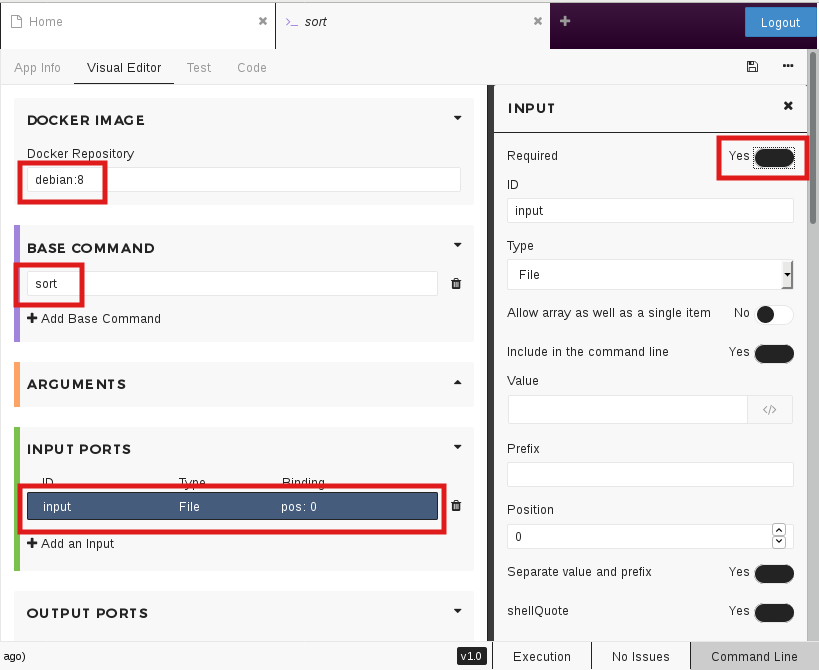 Home
>_ sort
Logout
App Info Visual Editor Test Code
DOCKER IMAGE
Docker Repository
debian:8
BASE COMMAND
sort
Add Base Command
ARGUMENTS
INPUT PORTS
ID Type Binding
input File pos: 0
Add an Input
OUTPUT PORTS
INPUT
Required Yes
ID
input
Type
File
Allow array as well as a single item No
Include in the command line Yes
Value
</>
Prefix
Position
0
Separate value and prefix Yes
shellQuote Yes
ago) v1.0 Execution No Issues Command Line